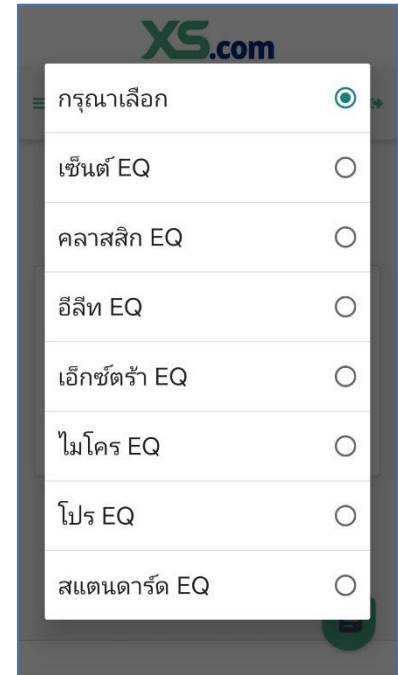 XS.com
กรุณาเลือก
เซ็นต์ EQ
คลาสสิก EQ
อีลีท EQ
เอ็กซ์ตร้า EQ
ไมโคร EQ
โปร EQ
สแตนดาร์ด EQ